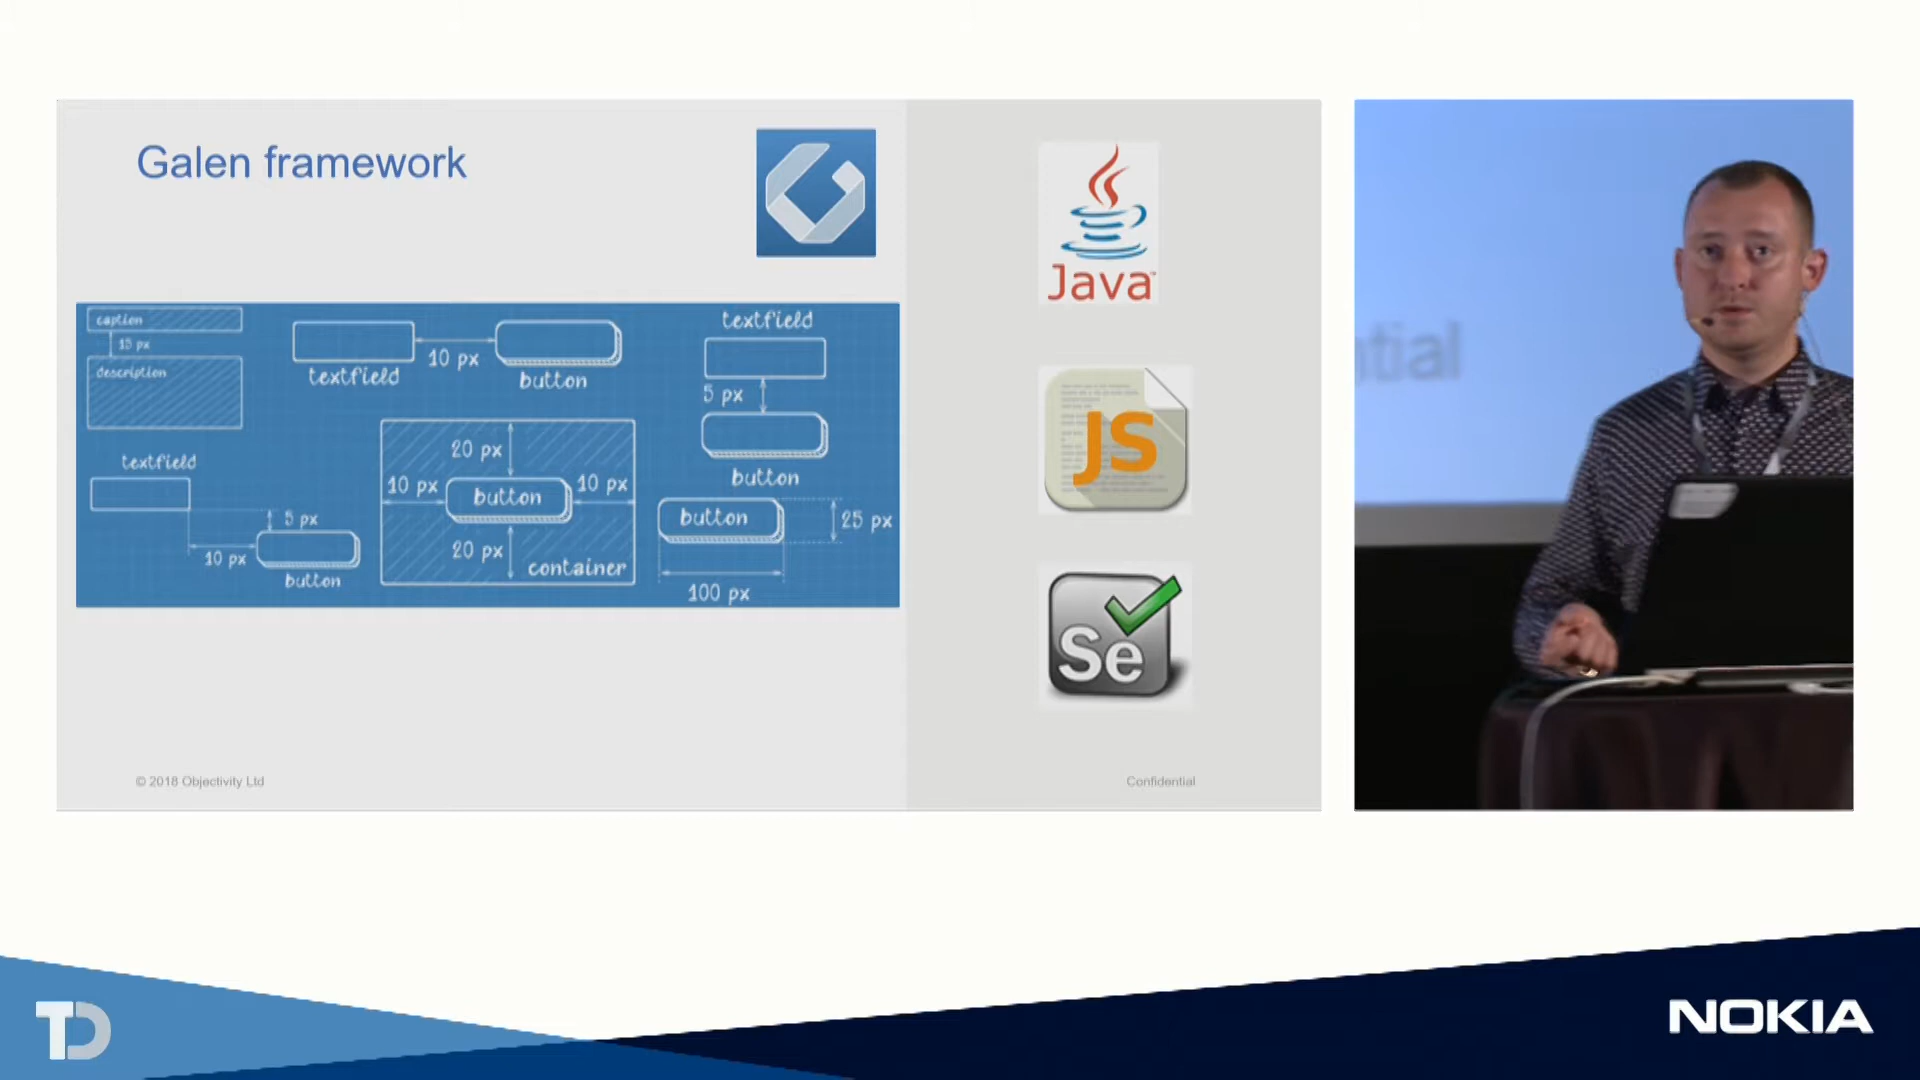 Galen framework
caption
15 px
description
textfield
10 px
button
textfield
5 px
button
textfield
5 px
10 px
button
20 px
10 px
button
10 px
20 px
container
button
25 px
100 px
Java
JS
Se
© 2018 Objectivity Ltd
Confidential
ntial
TD
NOKIA